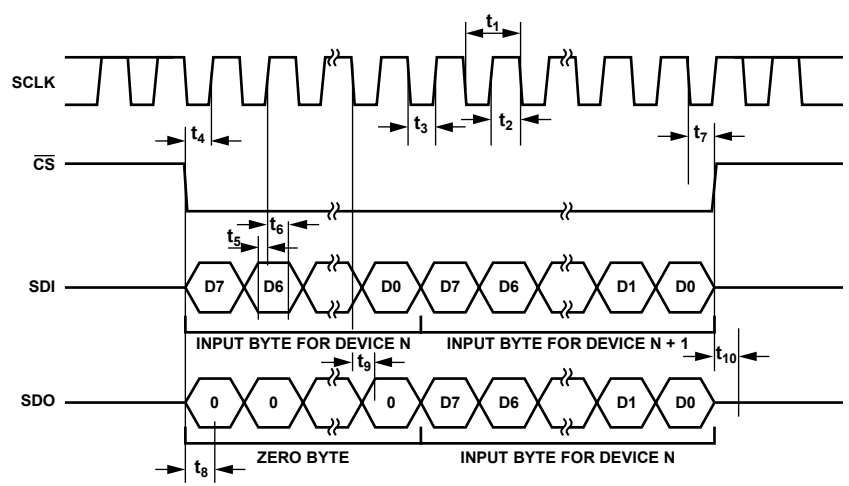 t1
SCLK
t4
t3
t2
t7
CS
t6
t5
SDI
D7
D6
D0
D7
D6
D1
D0
INPUT BYTE FOR DEVICE N
INPUT BYTE FOR DEVICE N + 1
t9
t10
SDO
0
0
0
D7
D6
D1
D0
ZERO BYTE
INPUT BYTE FOR DEVICE N
t8